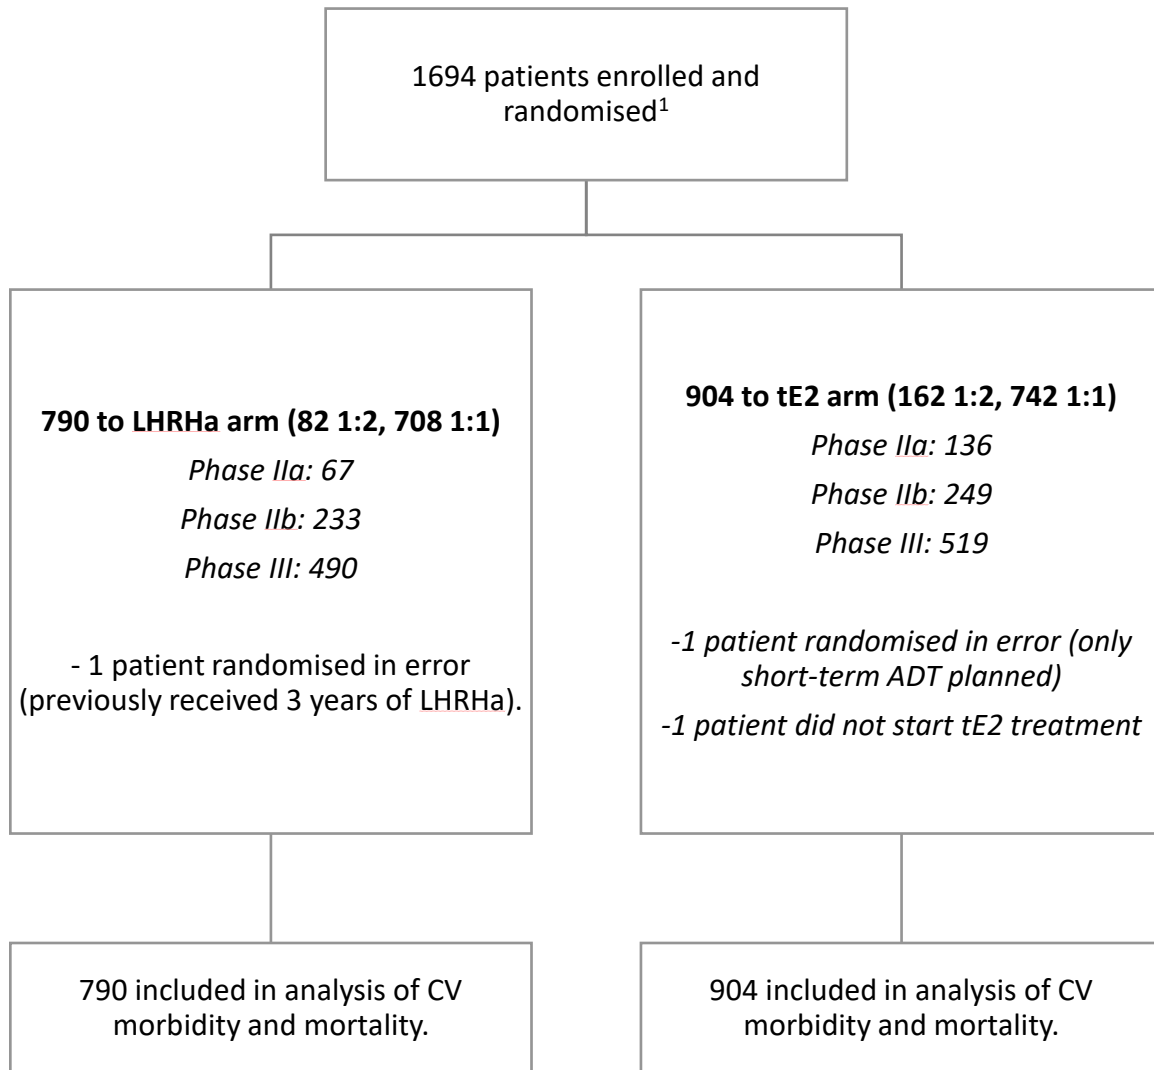 1694 patients enrolled and
randomised¹
790 to LHRHa arm (82 1:2, 708 1:1)
Phase IIa: 67
Phase IIb: 233
Phase III: 490
- 1 patient randomised in error
(previously received 3 years of LHRHa).
904 to tE2 arm (162 1:2, 742 1:1)
Phase IIa: 136
Phase IIb: 249
Phase III: 519
-1 patient randomised in error (only
short-term ADT planned)
-1 patient did not start tE2 treatment
790 included in analysis of CV
morbidity and mortality.
904 included in analysis of CV
morbidity and mortality.